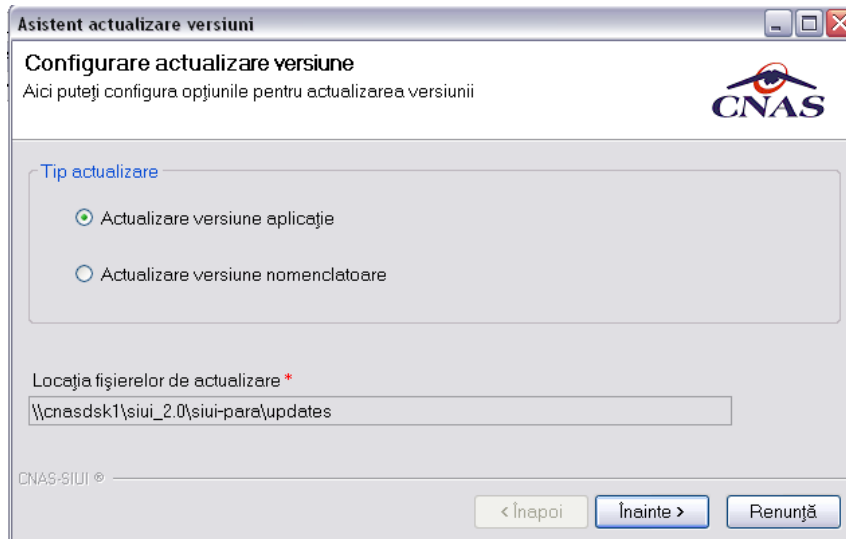 Asistent actualizare versiuni
Configurare actualizare versiune
Aici puteţi configura opţiunile pentru actualizarea versiunii
CNAS
Tip actualizare
Actualizare versiune aplicaţie
Actualizare versiune nomenclatoare
Locaţia fişierelor de actualizare *
\\cnasdsk1\siui_2.0\siui-para\updates
CNAS-SIUI ®
< Înapoi
Înainte >
Renunţă